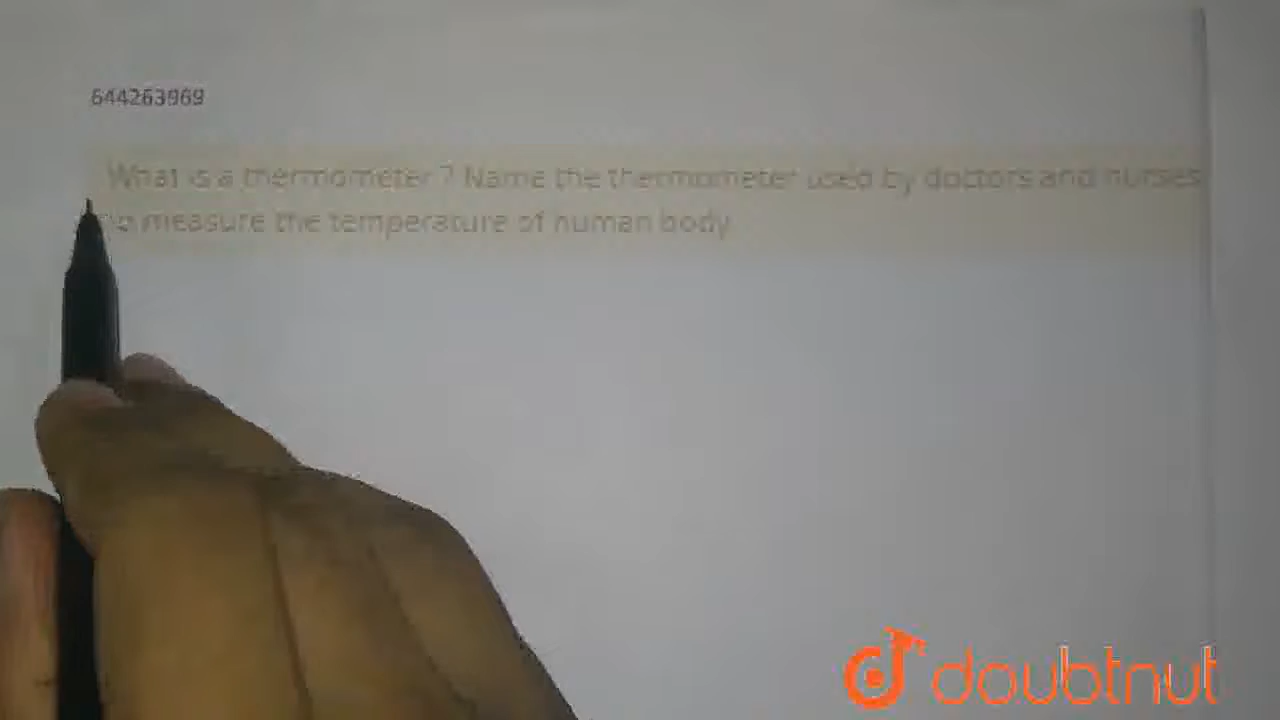 644263969
What is a thermometer ? Name the thermometer used by doctors and nurses
to measure the temperature of human body.
doubtnut